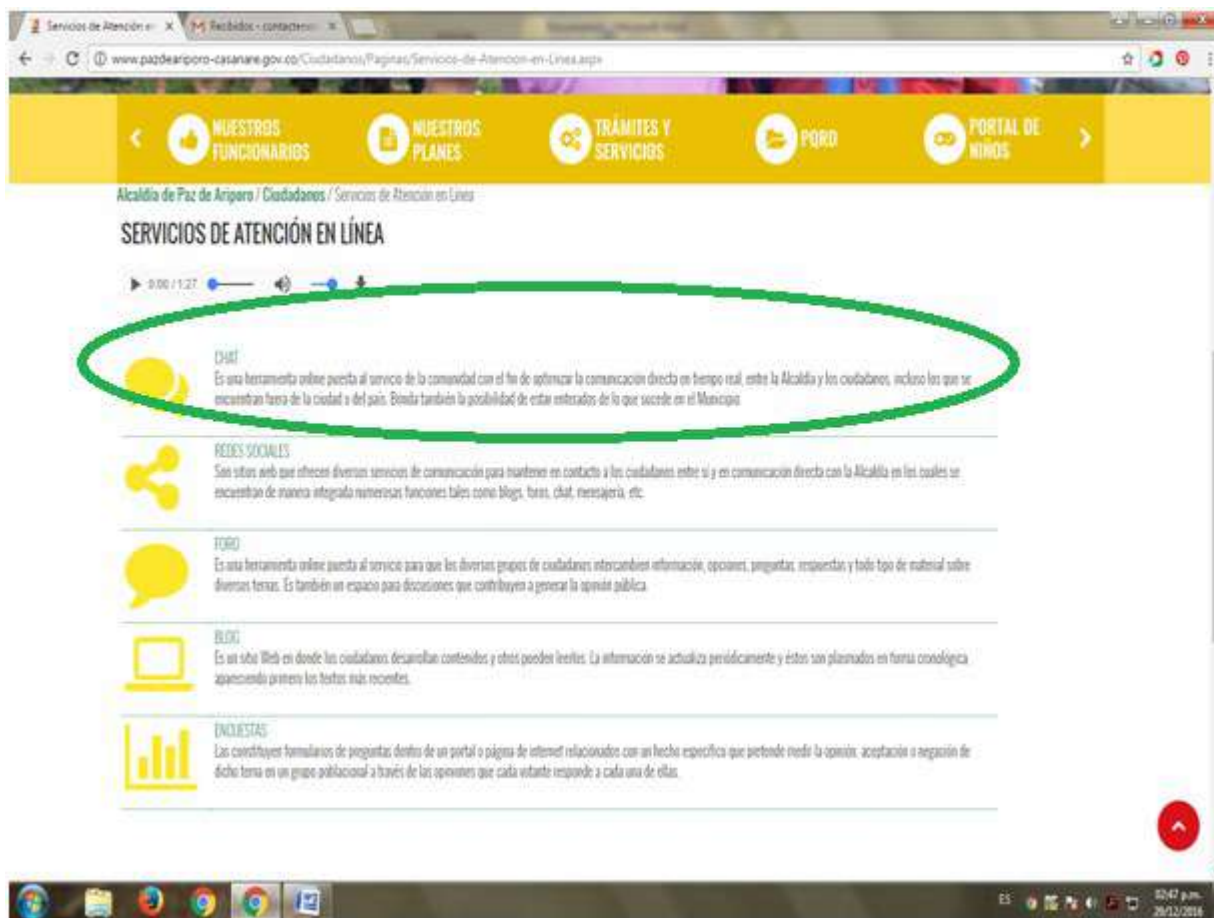 Servicios de Atención e
Recibidos - contactenos
www.pazdeariporo-casanare.gov.co/Ciudadanos/Paginas/Servicios-de-Atencion-en-Linea.aspx
NUESTROS
FUNCIONARIOS
NUESTROS
PLANES
TRÁMITES Y
SERVICIOS
PQRD
PORTAL DE
NIÑOS
Alcaldía de Paz de Ariporo / Ciudadanos / Servicios de Atención en Línea
SERVICIOS DE ATENCIÓN EN LÍNEA
0:00 / 1:27
CHAT
Es una herramienta online puesta al servicio de la comunidad con el fin de optimizar la comunicación directa en tiempo real, entre la Alcaldía y los ciudadanos, incluso los que se
encuentran fuera de la ciudad o del país. Brinda también la posibilidad de estar enterados de lo que sucede en el Municipio.
REDES SOCIALES
Son sitios web que ofrecen diversos servicios de comunicación para mantener en contacto a los ciudadanos entre sí y en comunicación directa con la Alcaldía en los cuales se
encuentran de manera integrada numerosas funciones tales como blogs, foros, chat, mensajería, etc.
FORO
Es una herramienta online puesta al servicio para que los diversos grupos de ciudadanos intercambien información, opciones, preguntas, respuestas y todo tipo de material sobre
diversos temas. Es también un espacio para discusiones que contribuyen a generar la opinión pública.
BLOG
Es un sitio Web en donde los ciudadanos desarrollan contenidos y otros pueden leerlos. La información se actualiza periódicamente y éstos son plasmados en forma cronológica
apareciendo primero los textos más recientes.
ENCUESTAS
Las constituyen formularios de preguntas dentro de un portal o página de internet relacionados con un hecho específico que pretende medir la opinión, aceptación o negación de
dicho tema en un grupo poblacional a través de las opiniones que cada votante responde a cada una de ellas.
ES
02:47 p.m.
26/12/2016